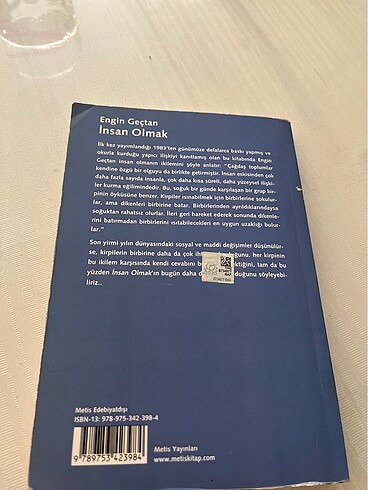 Engin Geçtan
İnsan Olmak
İlk kez yayımlandığı 1983'ten günümüze defalarca baskı yapmış ve
okurla kurduğu yapıcı ilişkiyi kanıtlamış olan bu kitabında Engin
Geçtan insan olmanın ikilemini şöyle anlatır: "Çağdaş toplumlar
kendine özgü bir olguyu da birlikte getirmiştir. İnsan eskisinden çok
daha fazla sayıda insanla, çok daha kısa süreli, daha yüzeysel ilişki-
ler kurma eğilimindedir. Bu, soğuk bir günde karşılaşan bir grup kir-
pinin öyküsüne benzer. Kirpiler ısınabilmek için birbirlerine sokulur-
lar, ama dikenleri birbirine batar. Birbirlerinden ayrıldıklarındaysa
soğuktan rahatsız olurlar. İleri geri hareket ederek sonunda dikenle-
rini batırmadan birbirlerini ısıtabilecekleri en uygun uzaklığı bulur-
lar."
Son yirmi yılın dünyasındaki sosyal ve maddi değişimler düşünülür-
se, kirpilerin birbirine daha da çok, her kirpinin
bu ikilem karşısında kendi cevabını, tam da bu
yüzden İnsan Olmak'ın bugün daha söyleyebi-
liriz..
Metis Edebiyatdışı
ISBN-13: 978-975-342-398-4
9 789753 423984
Metis Yayınları
www.metiskitap.com